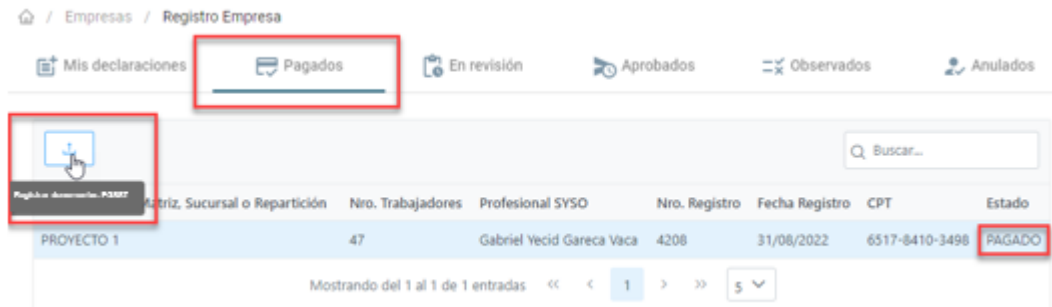 / Empresas / Registro Empresa
Mis declaraciones Pagados En revisión Aprobados Observados Anulados
Buscar...
Matriz, Sucursal o Repartición Nro. Trabajadores Profesional SYSO Nro. Registro Fecha Registro CPT Estado
PROYECTO 1 47 Gabriel Yecid Gareca Vaca 4208 31/08/2022 6517-8410-3498 PAGADO
Mostrando del 1 al 1 de 1 entradas << < 1 > >> 5